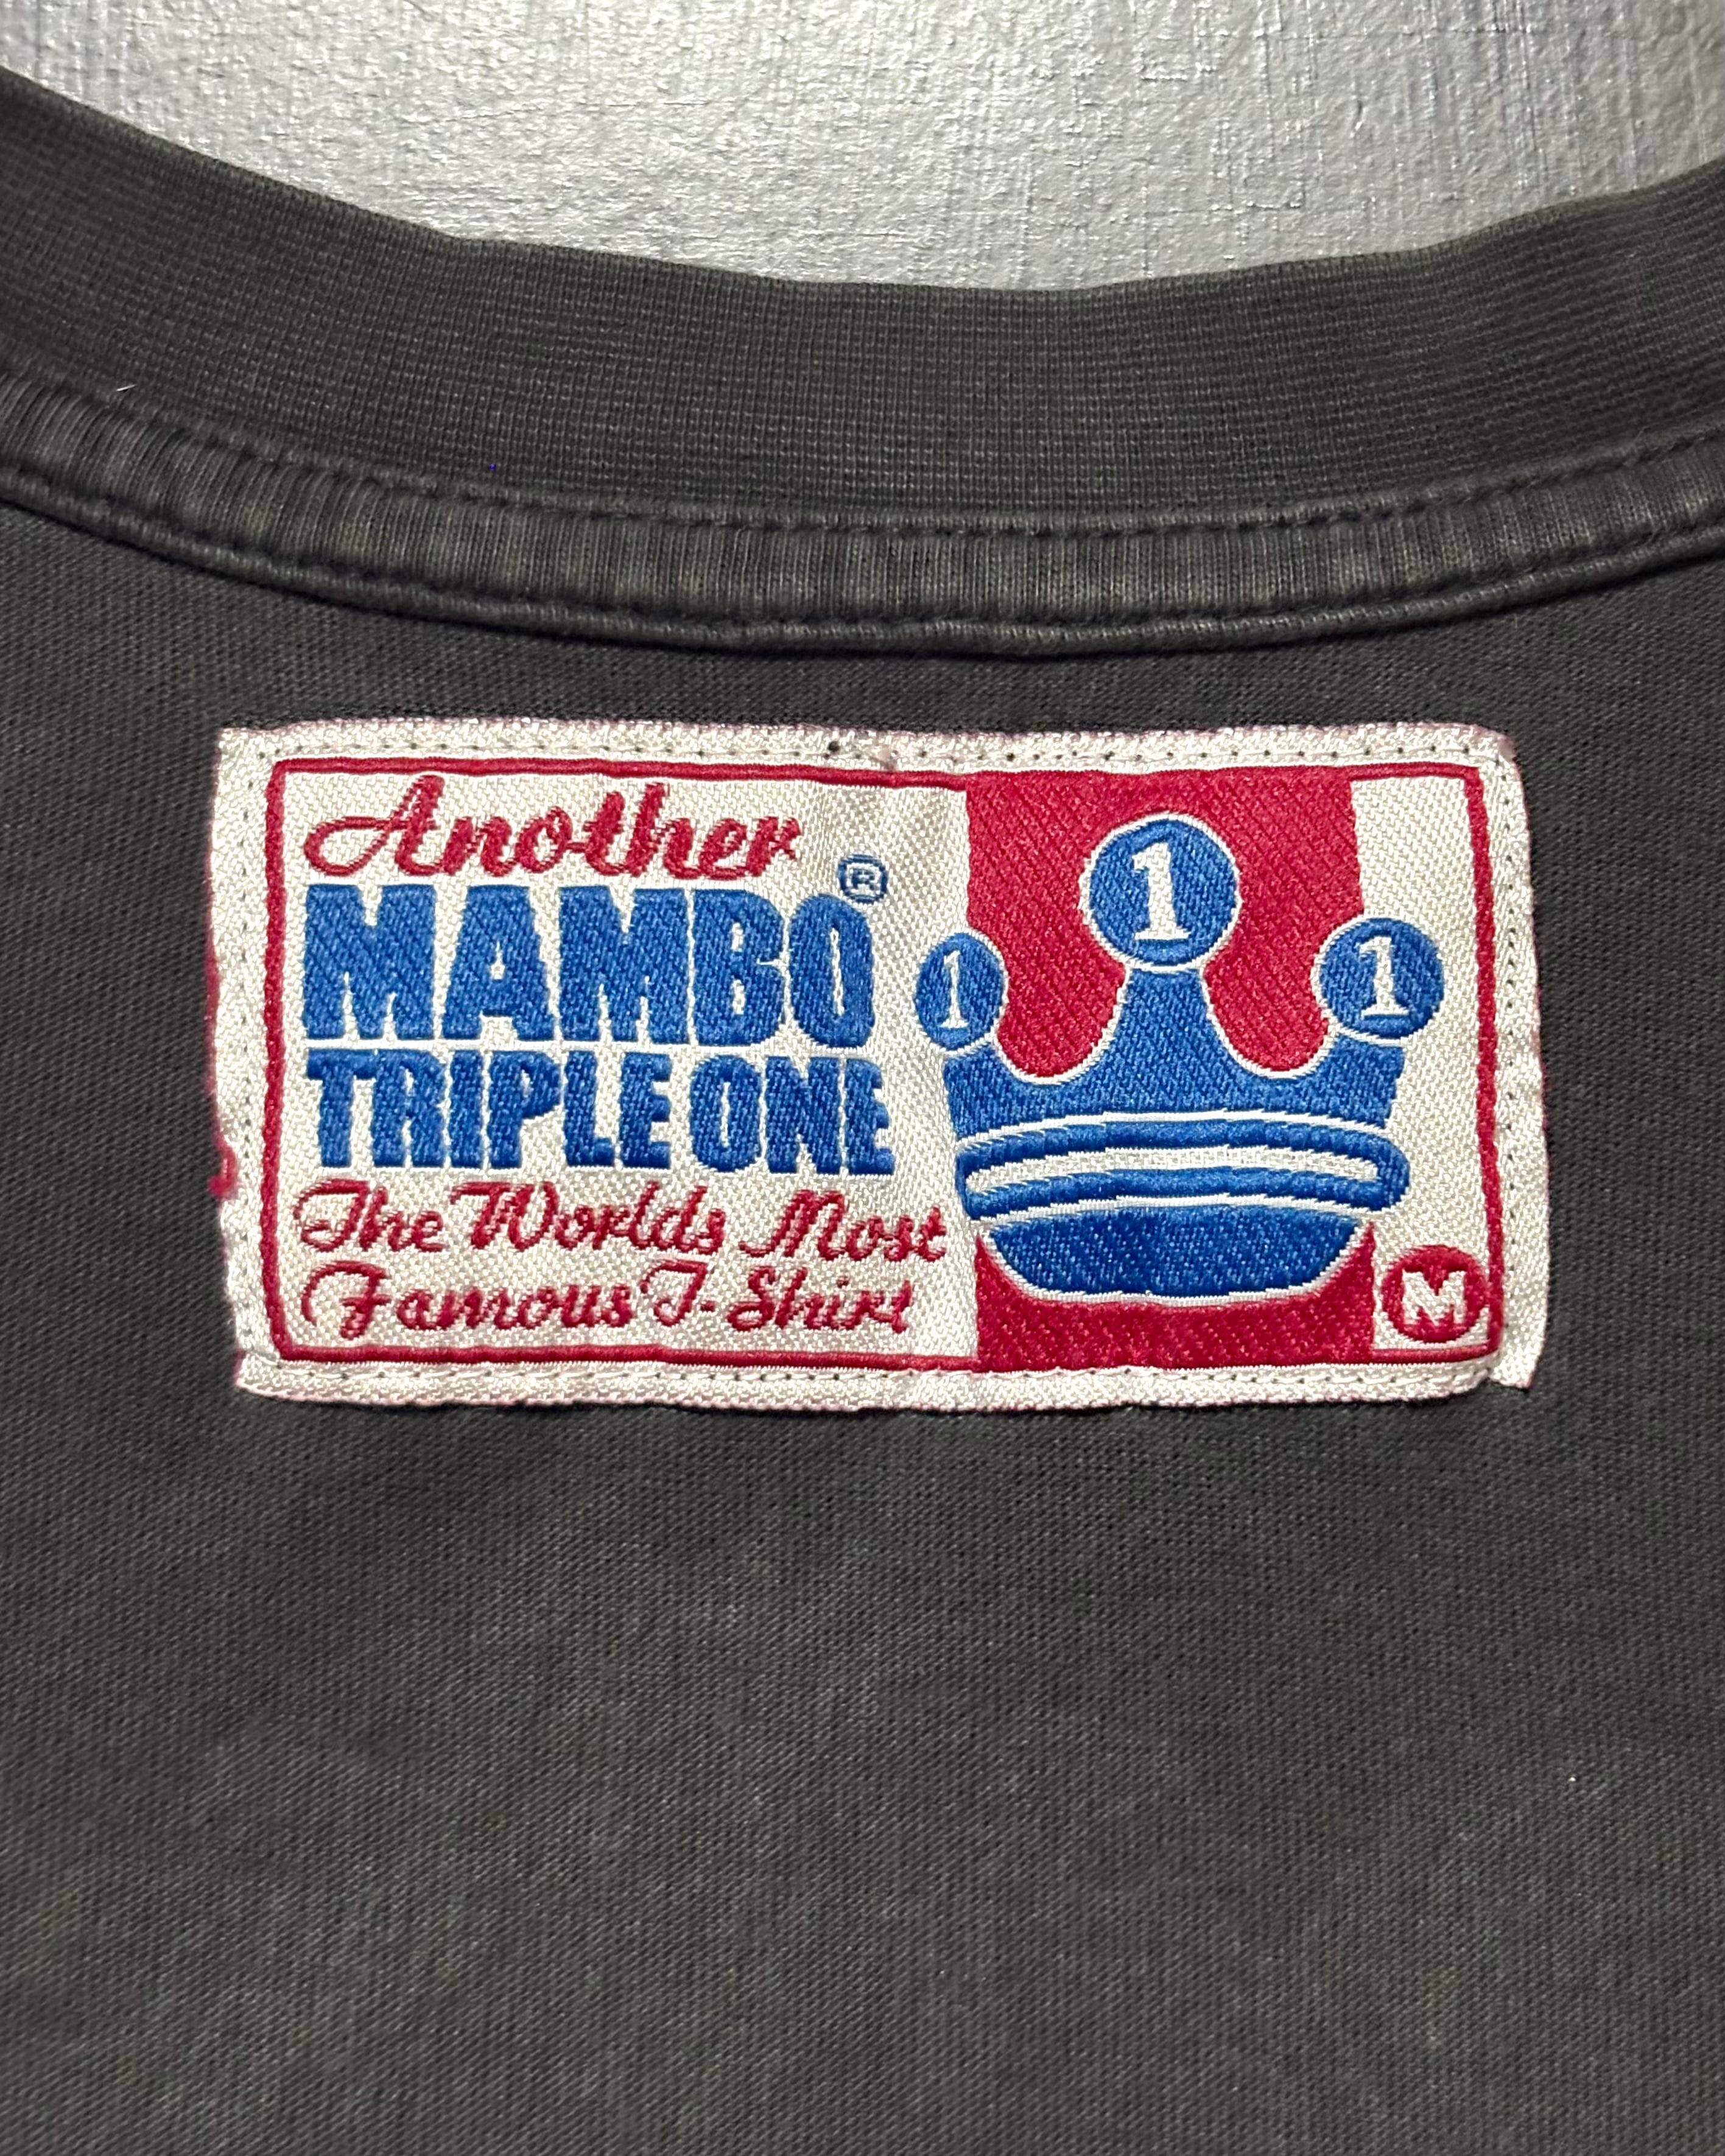 Another
MAMBO®
TRIPLE ONE
The Worlds Most
Famous T-Shirt
1
1
1
M